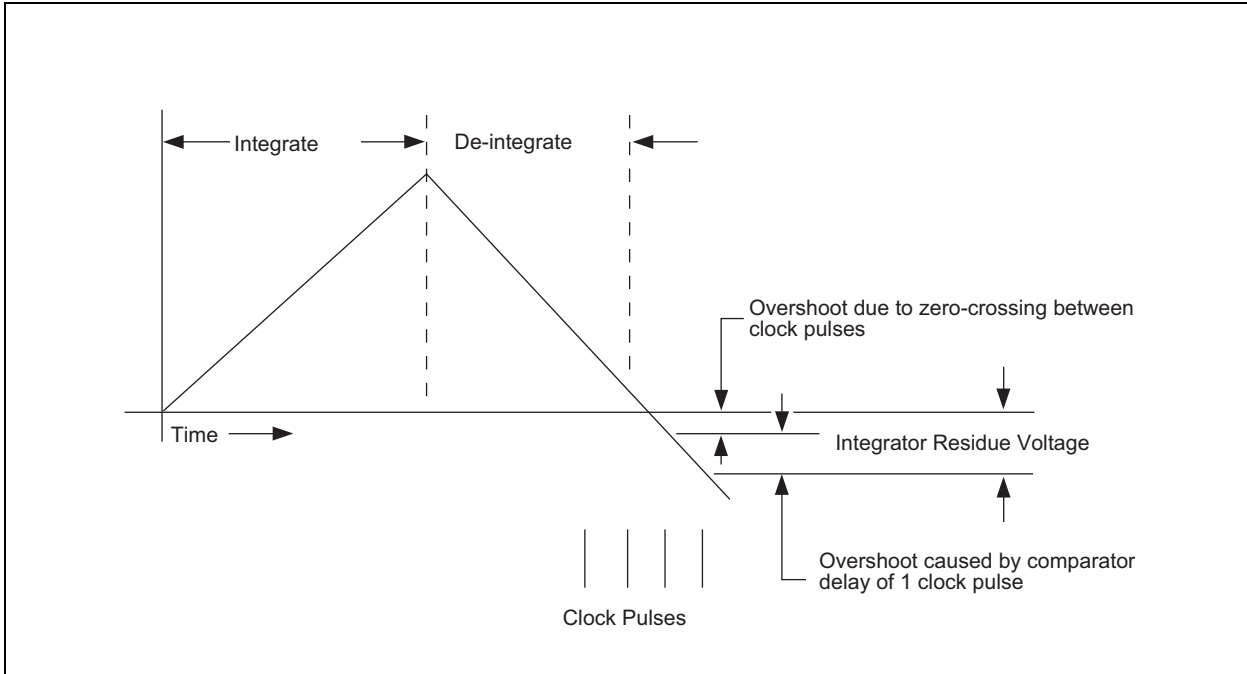 Integrate
De-integrate
Overshoot due to zero-crossing between
clock pulses
Time
Integrator Residue Voltage
Overshoot caused by comparator
delay of 1 clock pulse
Clock Pulses